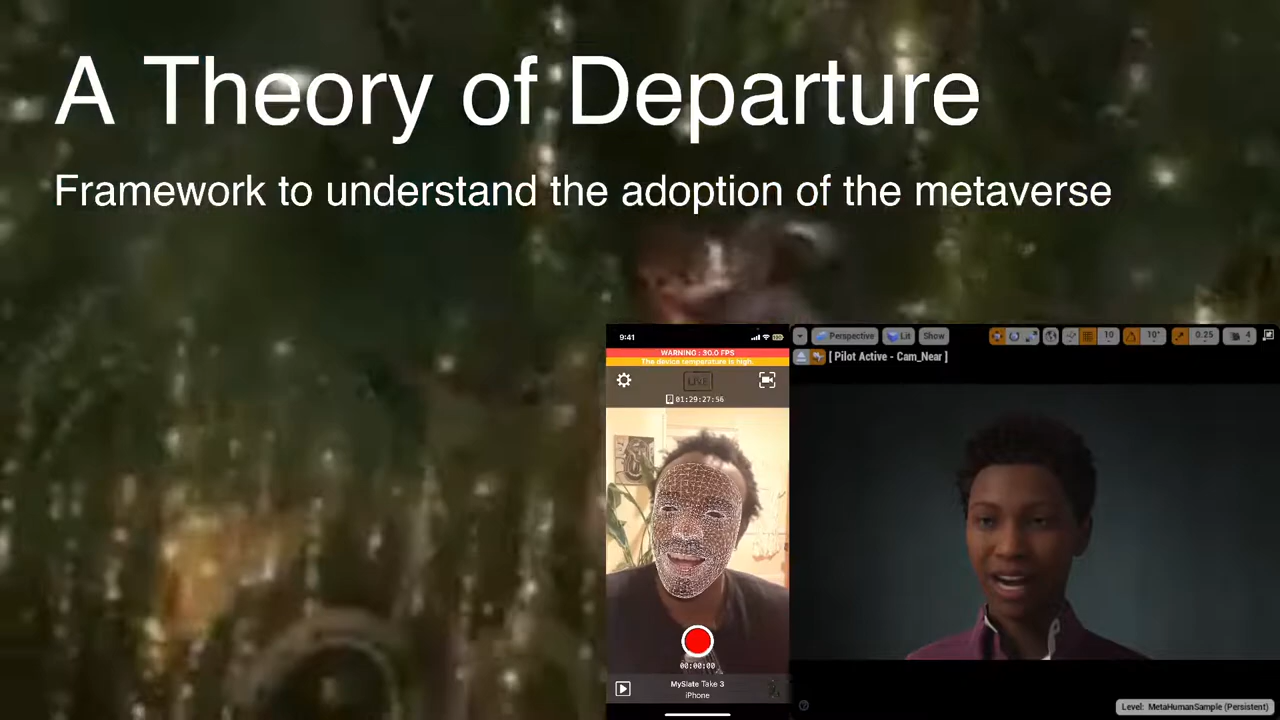 A Theory of Departure
Framework to understand the adoption of the metaverse
9:41
WARNING : 30.0 FPS
The device temperature is high.
LIVE
01:29:27:56
00:00:00
MySlate Take 3
iPhone
Perspective Lit Show 10 10° 0.25 4
[ Pilot Active - Cam_Near ]
Level: MetaHumanSample (Persistent)